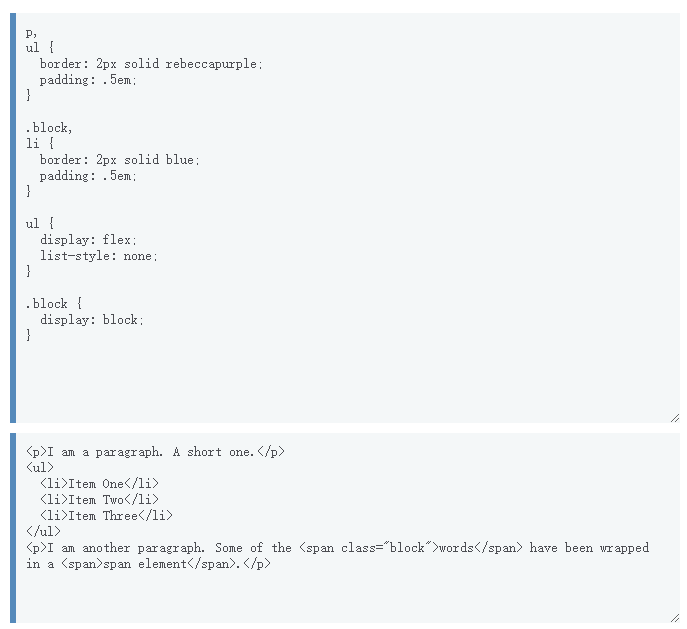 p,
ul {
  border: 2px solid rebeccapurple;
  padding: .5em;
}

.block,
li {
  border: 2px solid blue;
  padding: .5em;
}

ul {
  display: flex;
  list-style: none;
}

.block {
  display: block;
}

<p>I am a paragraph. A short one.</p>
<ul>
  <li>Item One</li>
  <li>Item Two</li>
  <li>Item Three</li>
</ul>
<p>I am another paragraph. Some of the <span class="block">words</span> have been wrapped
in a <span>span element</span>.</p>